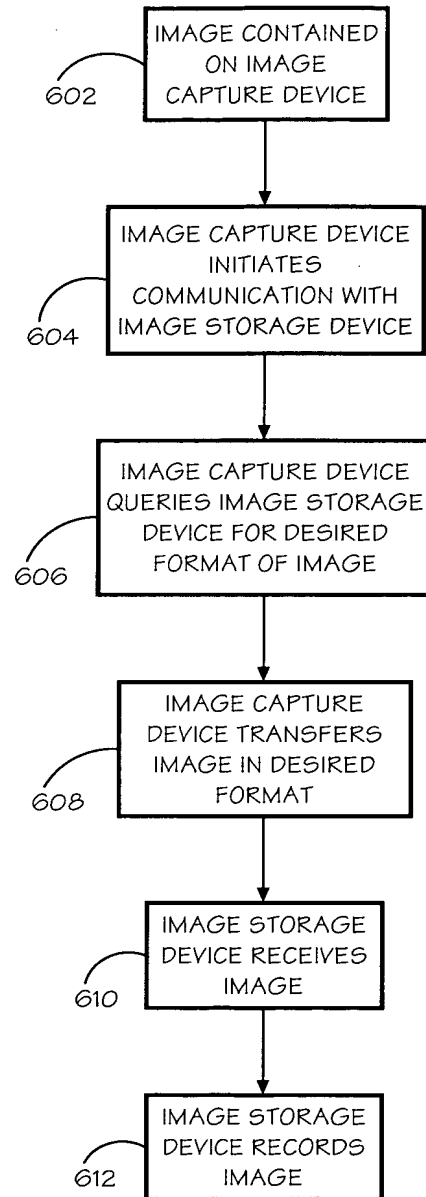 IMAGE CONTAINED
ON IMAGE
CAPTURE DEVICE
602
IMAGE CAPTURE DEVICE
INITIATES
COMMUNICATION WITH
IMAGE STORAGE DEVICE
604
IMAGE CAPTURE DEVICE
QUERIES IMAGE STORAGE
DEVICE FOR DESIRED
FORMAT OF IMAGE
606
IMAGE CAPTURE
DEVICE TRANSFERS
IMAGE IN DESIRED
FORMAT
608
IMAGE STORAGE
DEVICE RECEIVES
IMAGE
610
IMAGE STORAGE
DEVICE RECORDS
IMAGE
612